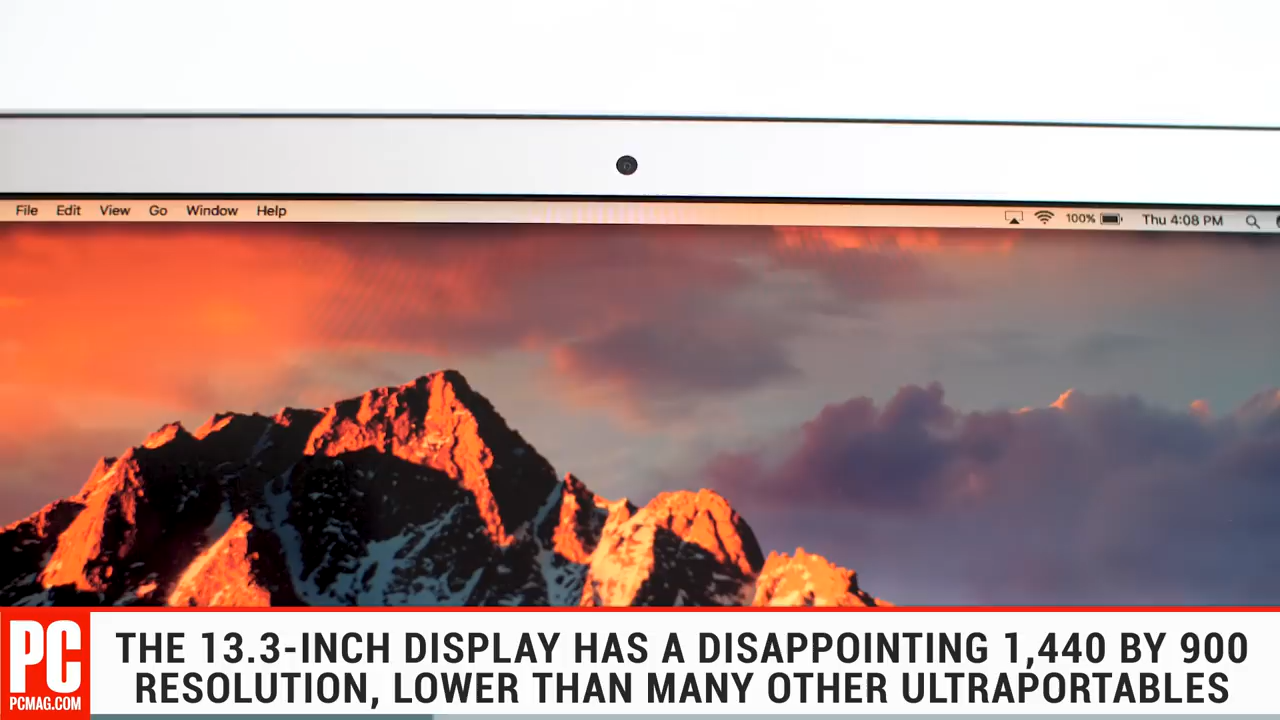 File Edit View Go Window Help 100% Thu 4:08 PM
PC
PCMAG.COM
THE 13.3-INCH DISPLAY HAS A DISAPPOINTING 1,440 BY 900
RESOLUTION, LOWER THAN MANY OTHER ULTRAPORTABLES